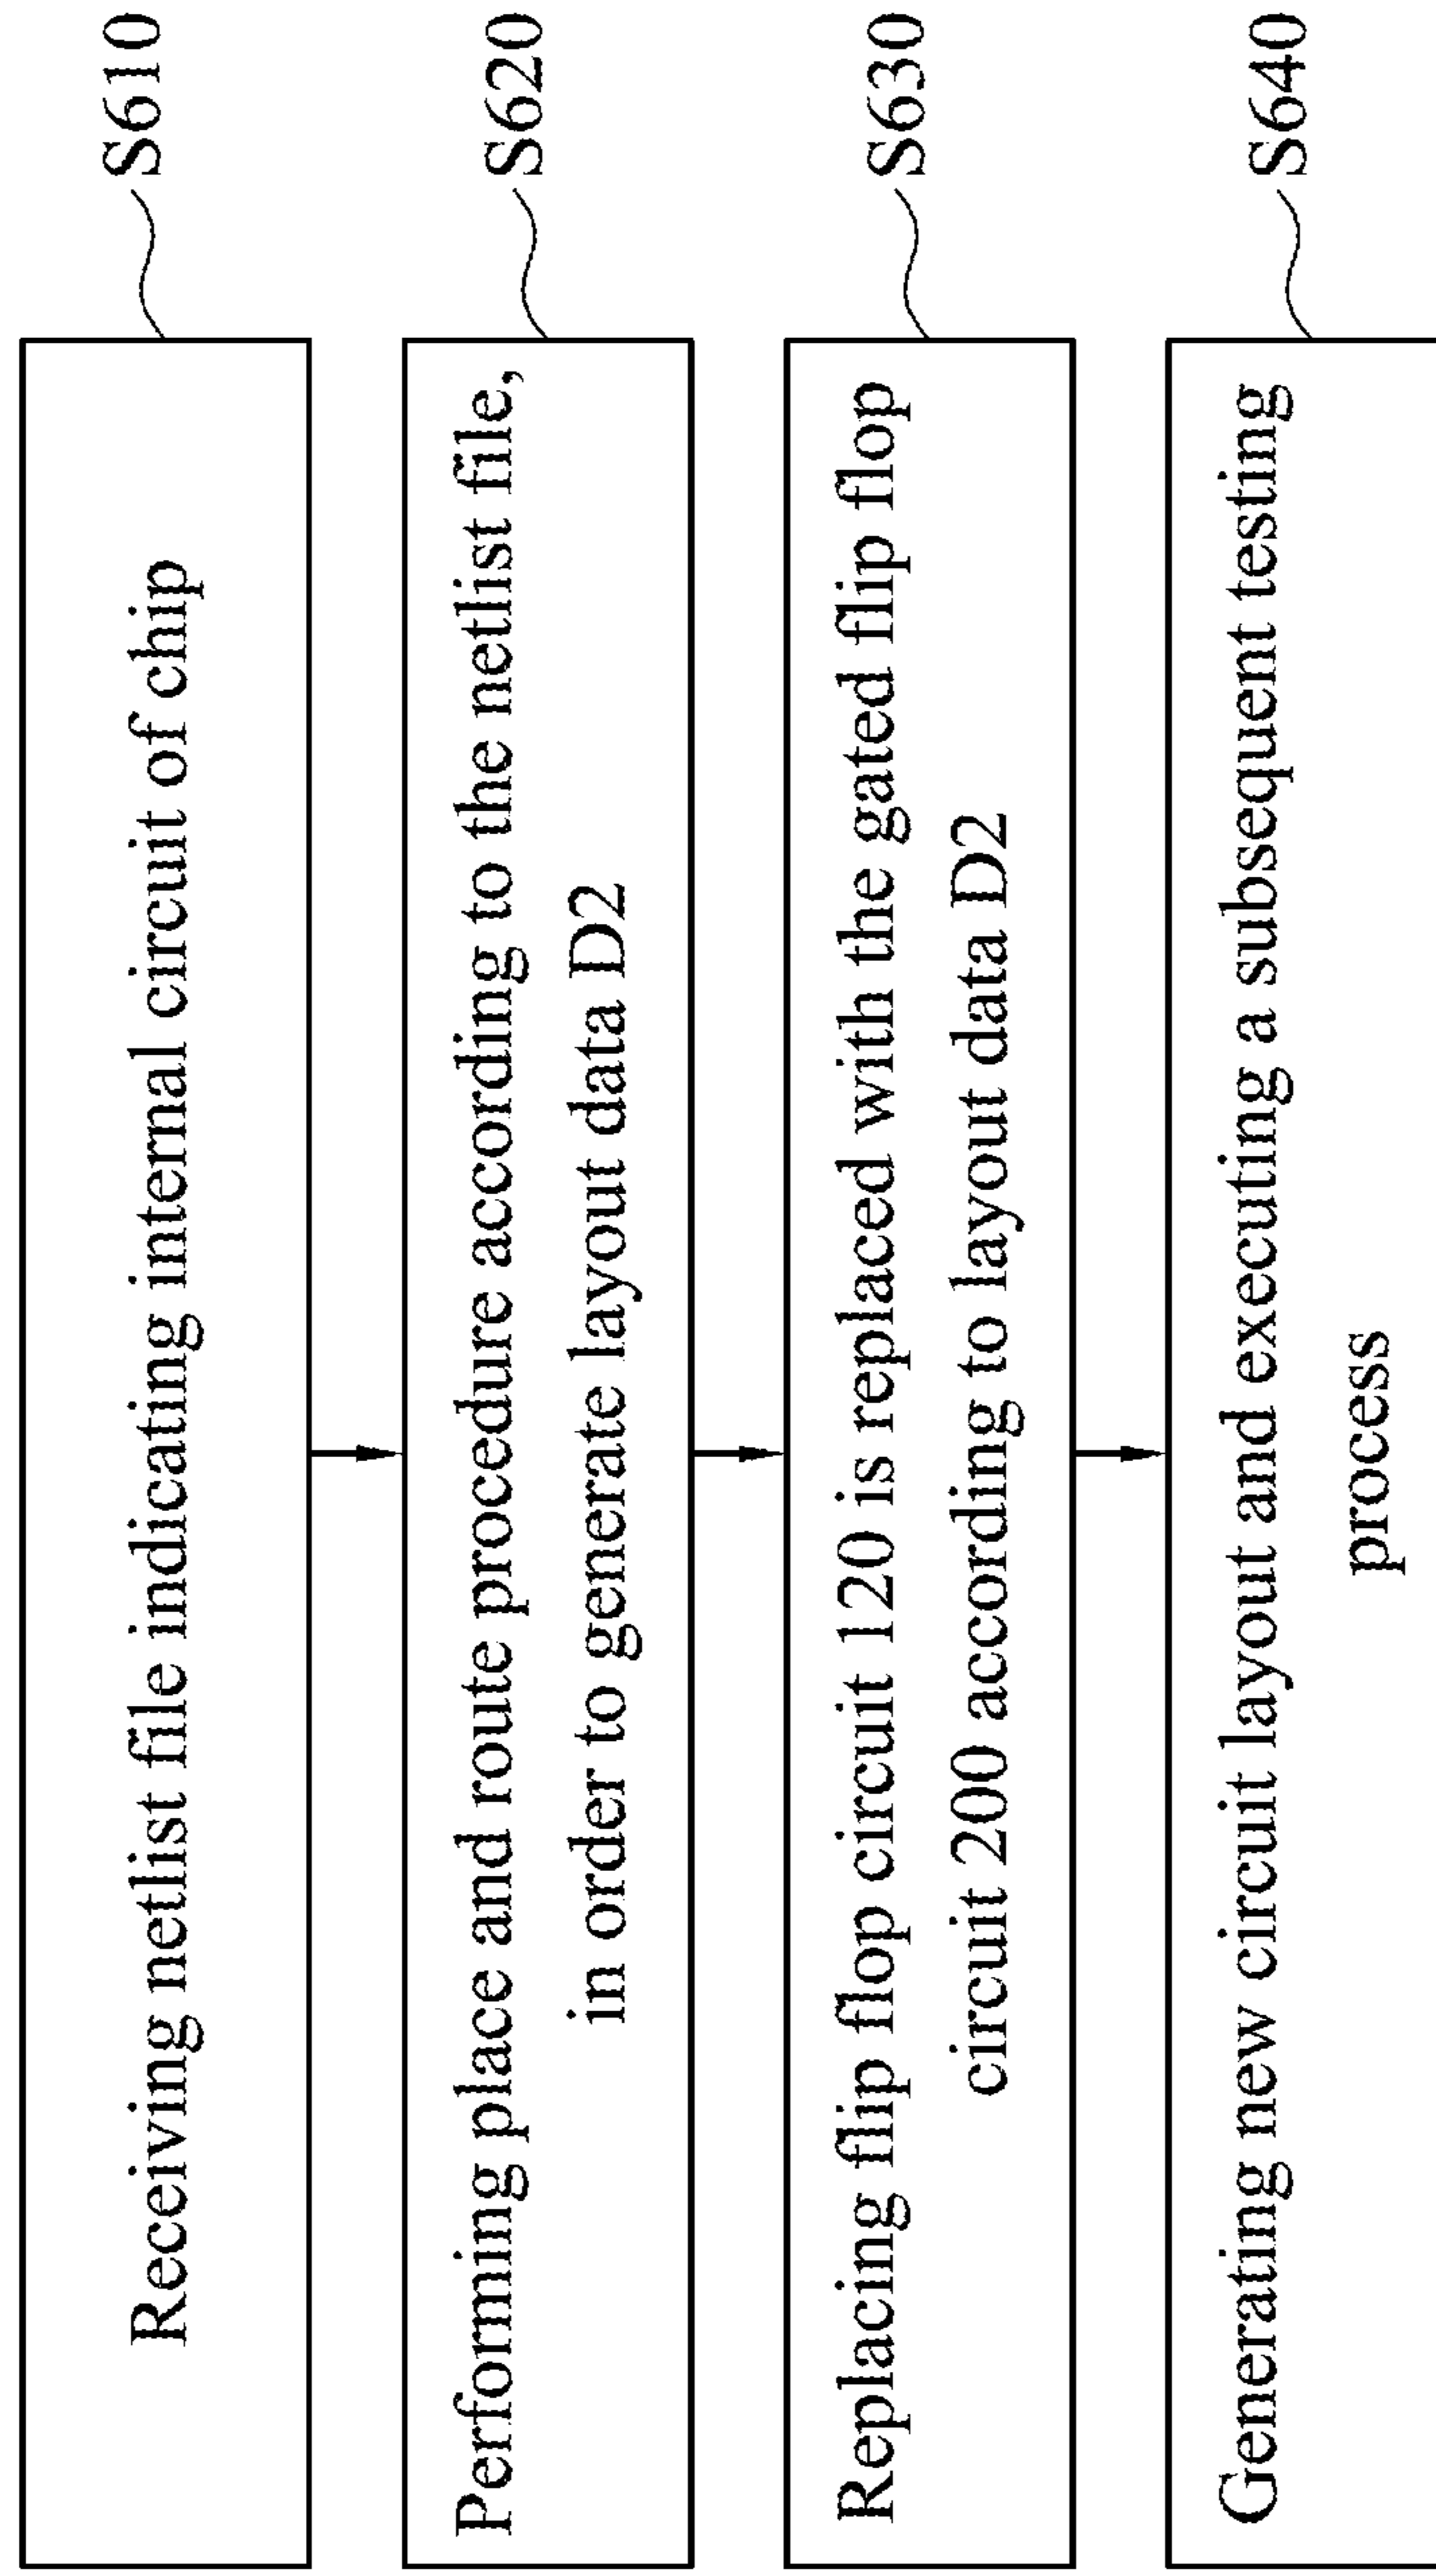 Receiving netlist file indicating internal circuit of chip
S610
Performing place and route procedure according to the netlist file,
in order to generate layout data D2
S620
Replacing flip flop circuit 120 is replaced with the gated flip flop
circuit 200 according to layout data D2
S630
Generating new circuit layout and executing a subsequent testing
process
S640